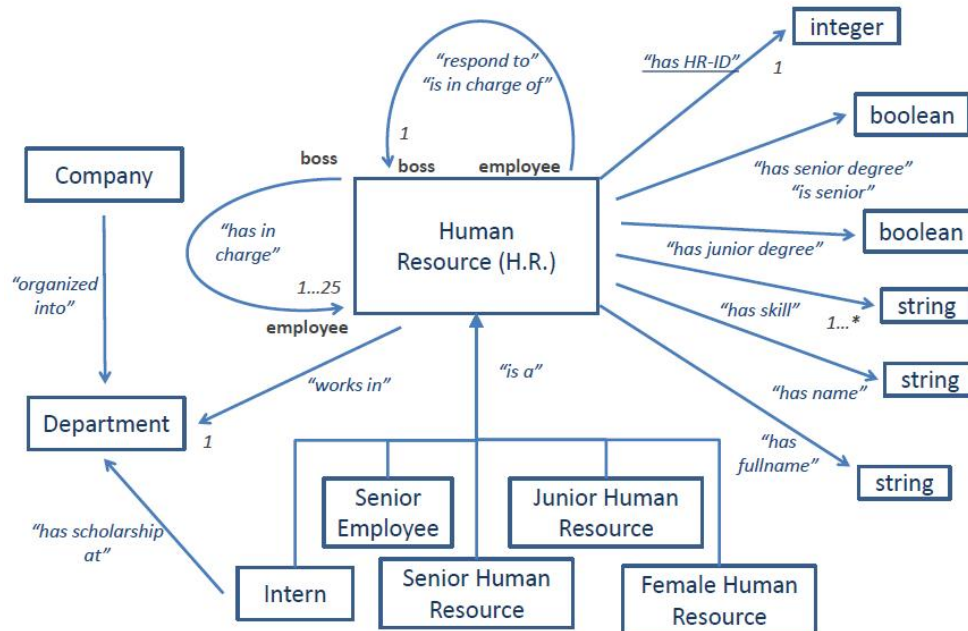 integer
“respond to”
“is in charge of”
“has HR-ID”
1
boolean
1
boss
boss
employee
Company
“has senior degree”
“is senior”
“has in
charge”
Human
Resource (H.R.)
boolean
“has junior degree”
“organized
into”
1...25
employee
string
1...*
“has skill”
“is a”
string
“works in”
“has name”
Department
1
“has
fullname”
string
Senior
Employee
Junior Human
Resource
“has scholarship
at”
Intern
Senior Human
Resource
Female Human
Resource